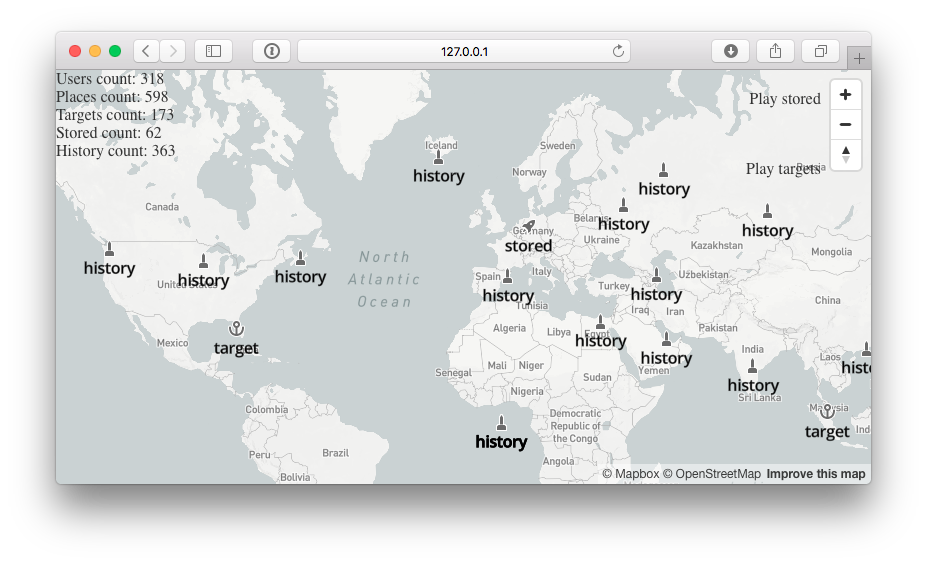 127.0.0.1
Users count: 318
Places count: 598
Targets count: 173
Stored count: 62
History count: 363
Play stored
Play targets
Iceland
history
Sweden
Norway
Russia
history
Canada
Belarus
history
history
Germany
stored
Ukraine
Kazakhstan
Mongolia
North
Atlantic
Ocean
history
history
United States
history
Spain
history
Italy
Turkey
history
Uzbekistan
Tunisia
Iraq
Iran
China
Algeria
Libya
Egypt
history
Pakistan
Mexico
target
history
Yemen
India
history
Laos
histo
Senegal
Mali
Niger
Sudan
Nigeria
Sri Lanka
Colombia
history
Democratic
Republic of
the Congo
Malaysia
target
Ind
Peru
Brazil
Angola
Bolivia
© Mapbox © OpenStreetMap Improve this map